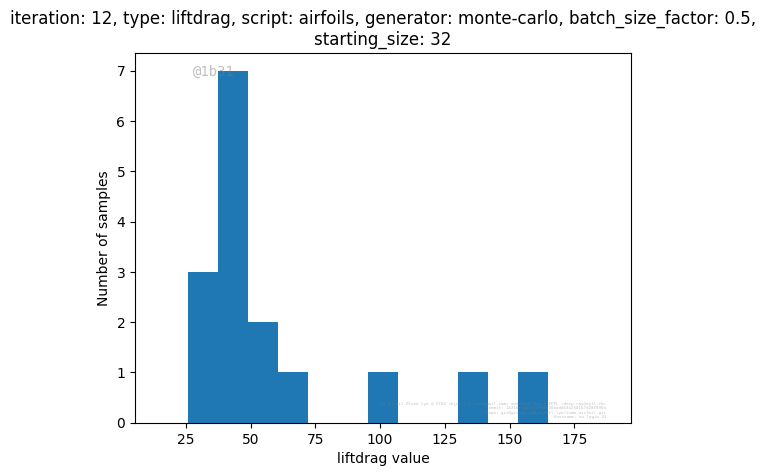 iteration: 12, type: liftdrag, script: airfoils, generator: monte-carlo, batch_size_factor: 0.5,
starting_size: 32
@1b31
7
6
5
4
3
2
1
0
Number of samples
25 50 75 100 125 150 175
liftdrag value